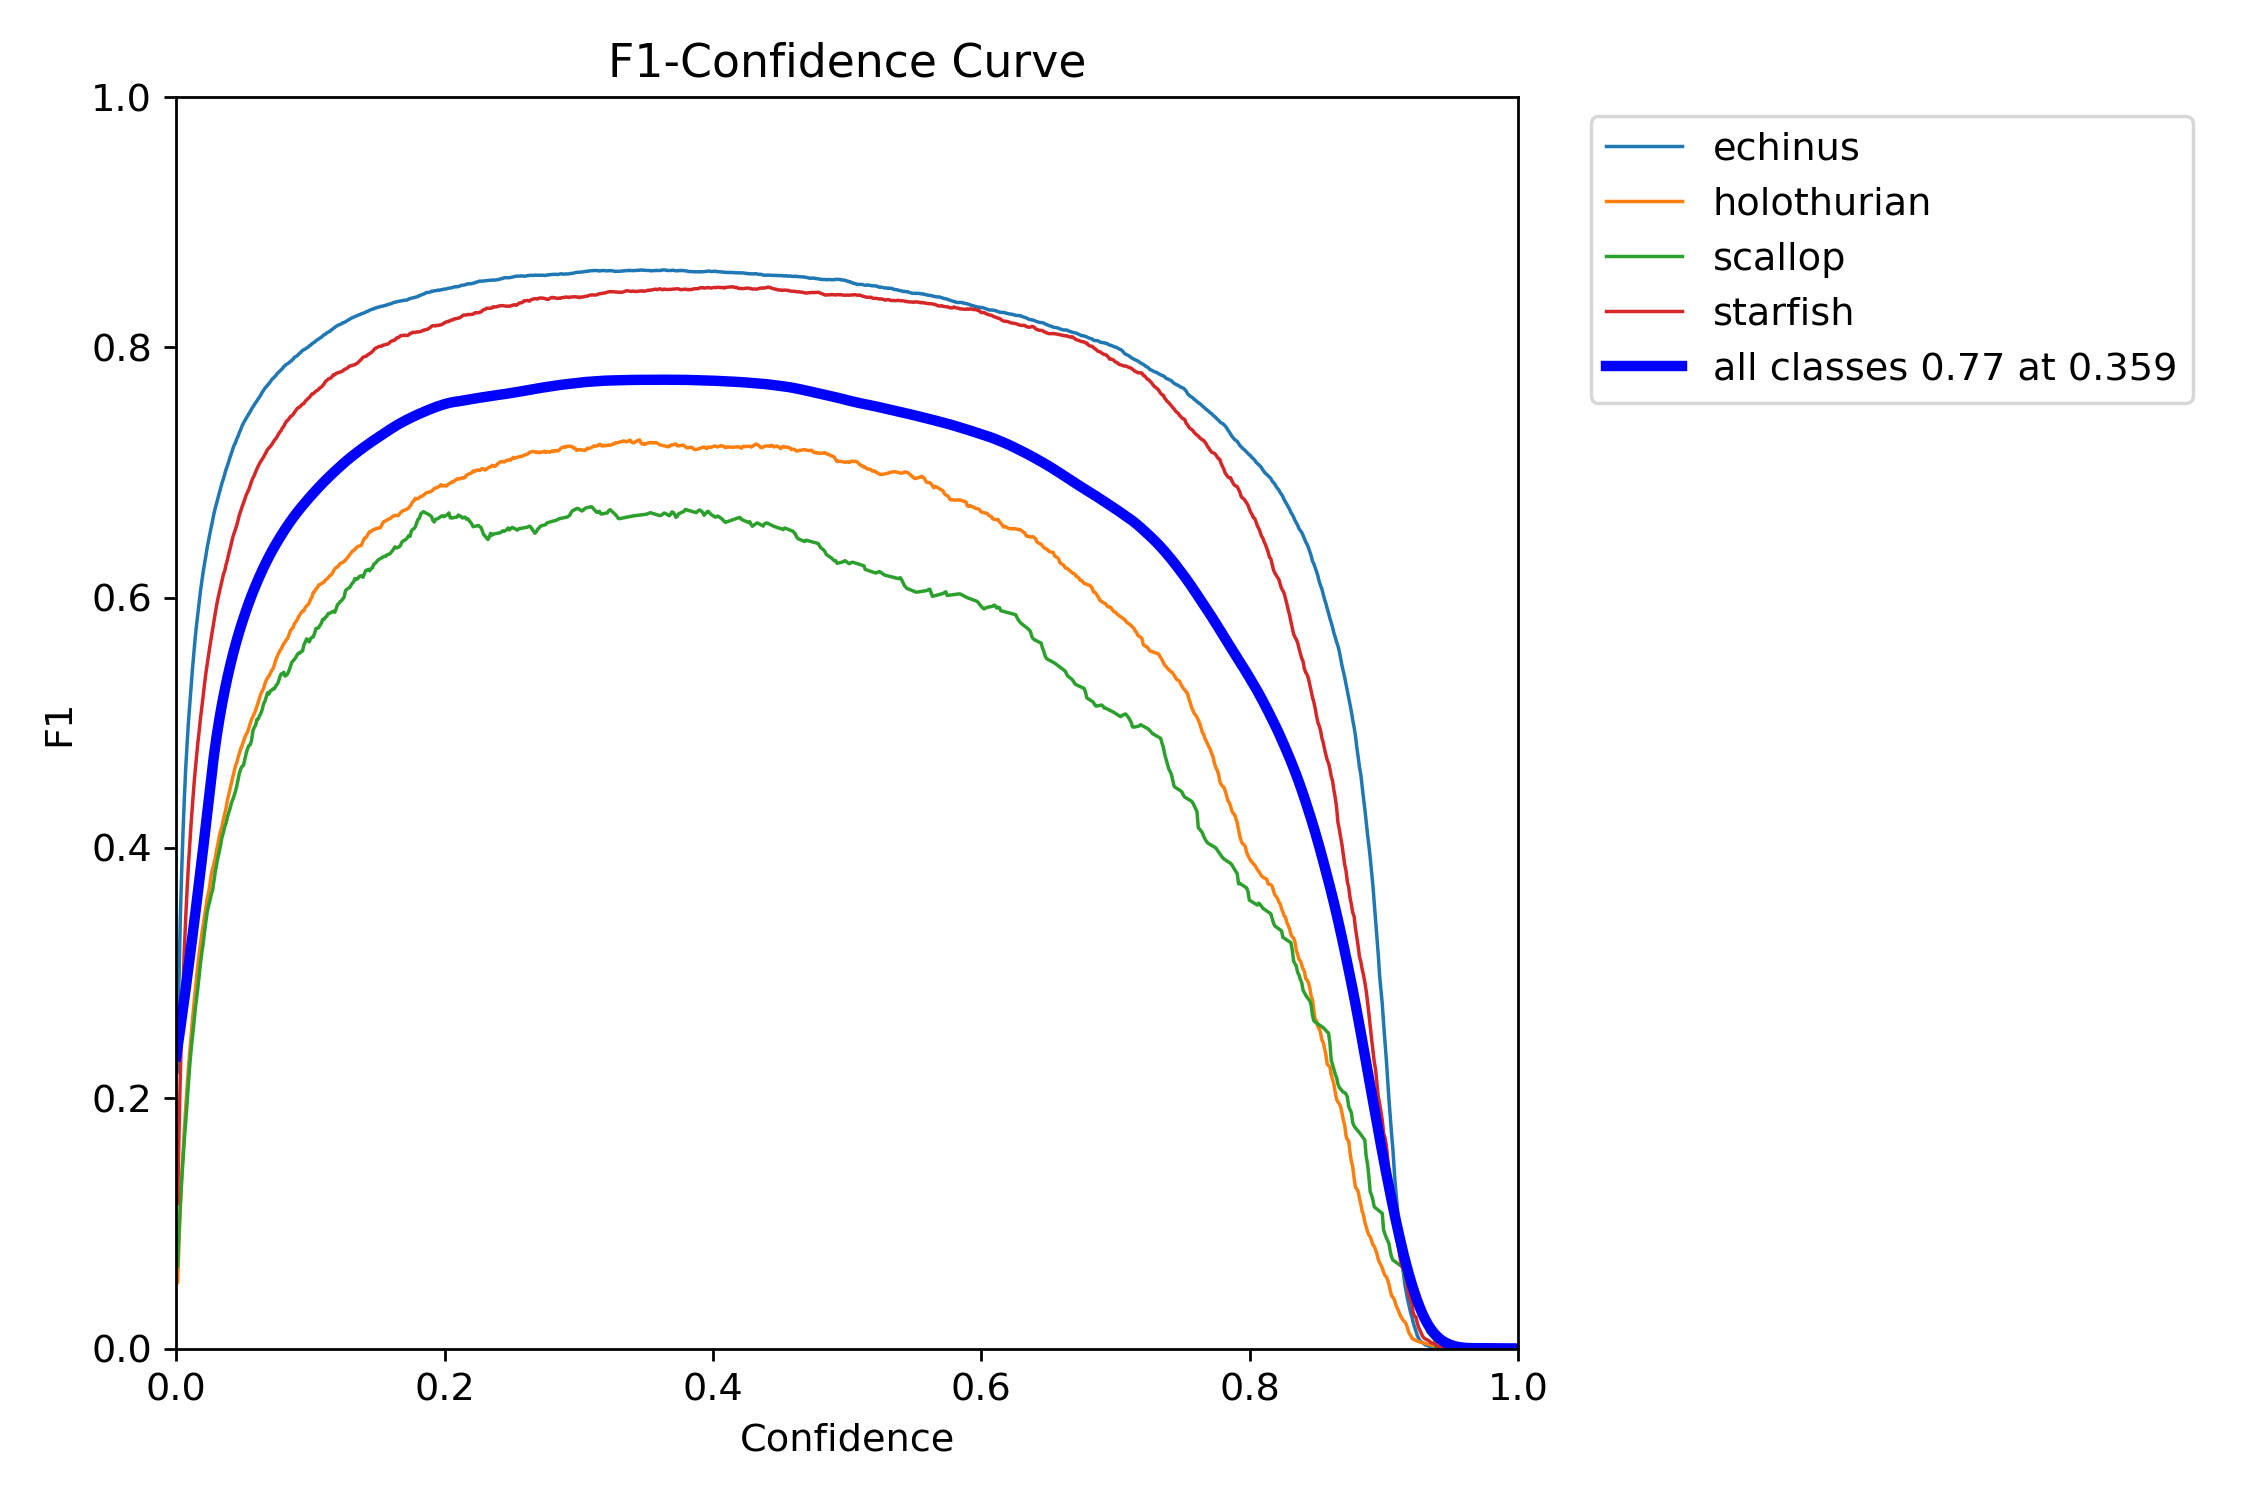 F1-Confidence Curve
1.0
0.8
0.6
0.4
0.2
0.0
F1
0.0 0.2 0.4 0.6 0.8 1.0
Confidence
echinus
holothurian
scallop
starfish
all classes 0.77 at 0.359